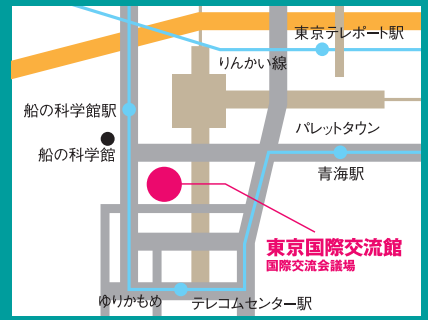 東京テレポート駅
りんかい線
船の科学館駅
パレットタウン
船の科学館
青海駅
東京国際交流館
国際交流会議場
ゆりかもめ
テレコムセンター駅